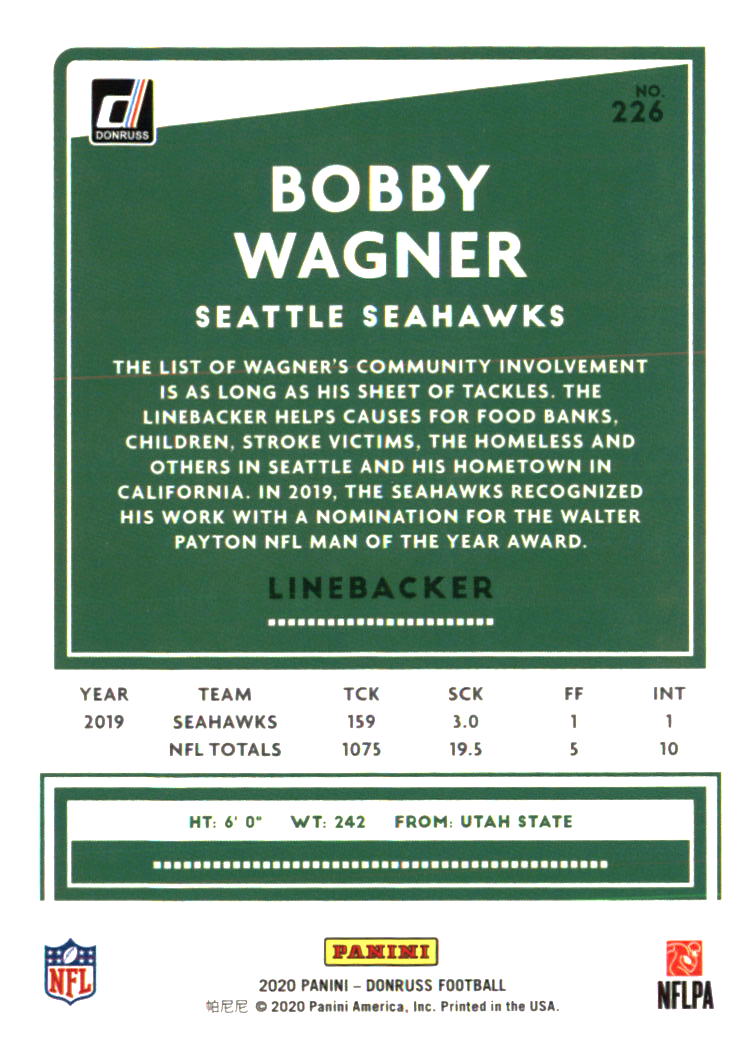 DONRUSS
NO.
226
BOBBY
WAGNER
SEATTLE SEAHAWKS
THE LIST OF WAGNER'S COMMUNITY INVOLVEMENT
IS AS LONG AS HIS SHEET OF TACKLES. THE
LINEBACKER HELPS CAUSES FOR FOOD BANKS,
CHILDREN, STROKE VICTIMS, THE HOMELESS AND
OTHERS IN SEATTLE AND HIS HOMETOWN IN
CALIFORNIA. IN 2019, THE SEAHAWKS RECOGNIZED
HIS WORK WITH A NOMINATION FOR THE WALTER
PAYTON NFL MAN OF THE YEAR AWARD.
LINEBACKER
YEAR TEAM TCK SCK FF INT
2019 SEAHAWKS 159 3.0 1 1
NFL TOTALS 1075 19.5 5 10
HT: 6' 0" WT: 242 FROM: UTAH STATE
NFL
PANINI
2020 PANINI – DONRUSS FOOTBALL
帕尼尼 © 2020 Panini America, Inc. Printed in the USA.
NFLPA